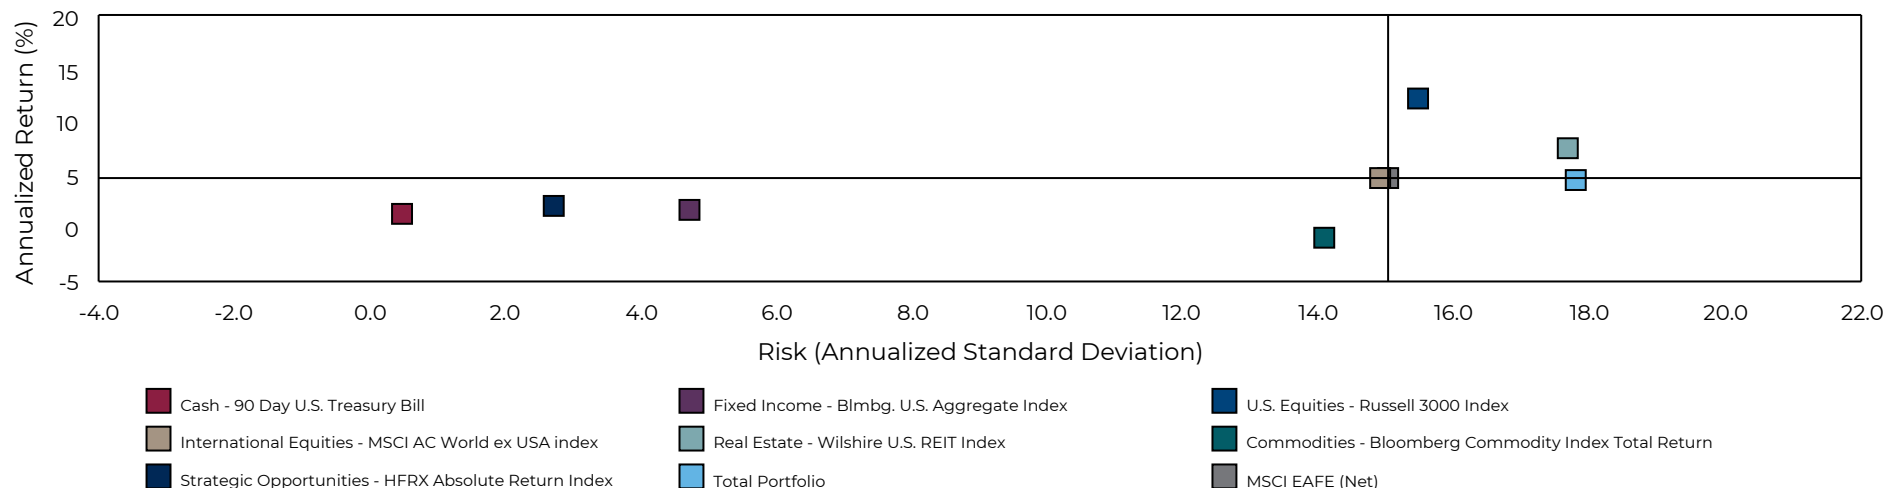 Annualized Return (%)
20
15
10
5
0
-5
-4.0 -2.0 0.0 2.0 4.0 6.0 8.0 10.0 12.0 14.0 16.0 18.0 20.0 22.0
Risk (Annualized Standard Deviation)
Cash - 90 Day U.S. Treasury Bill
Fixed Income - Blmbg. U.S. Aggregate Index
U.S. Equities - Russell 3000 Index
International Equities - MSCI AC World ex USA index
Real Estate - Wilshire U.S. REIT Index
Commodities - Bloomberg Commodity Index Total Return
Strategic Opportunities - HFRX Absolute Return Index
Total Portfolio
MSCI EAFE (Net)